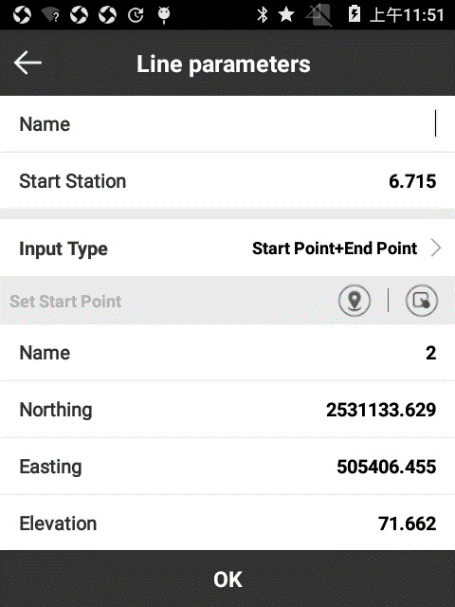 上午11:51
Line parameters
Name
Start Station 6.715
Input Type Start Point+End Point
Set Start Point
Name 2
Northing 2531133.629
Easting 505406.455
Elevation 71.662
OK